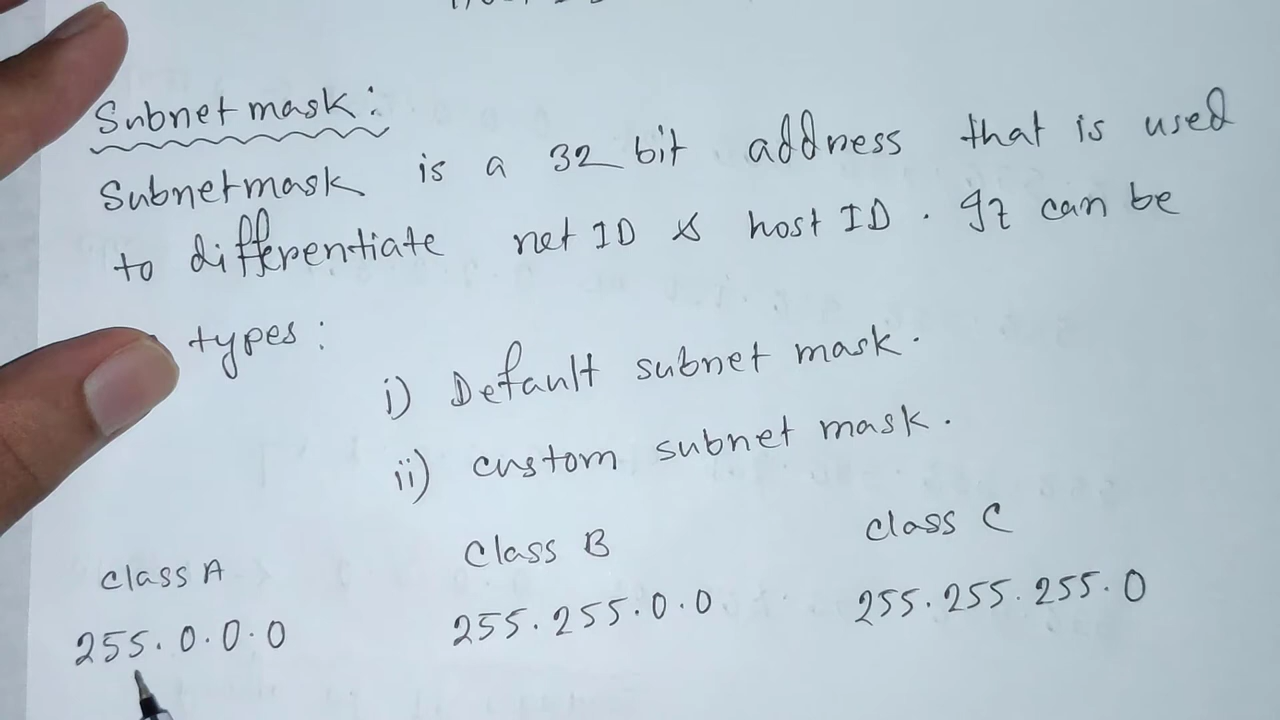 Subnet mask:
Subnetmask is a 32 bit address that is used
to differentiate net ID & host ID. It can be
types:
i) Default subnet mask.
ii) custom subnet mask.
class A class B class C
255.0.0.0 255.255.0.0 255.255.255.0